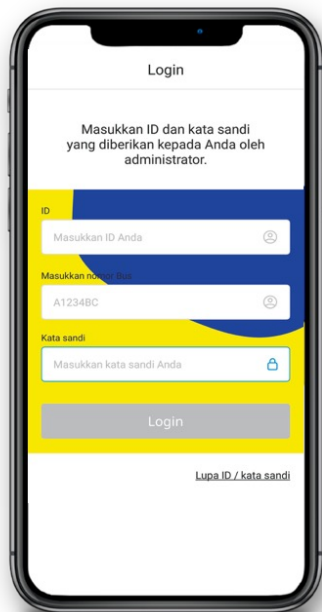 Login
Masukkan ID dan kata sandi
yang diberikan kepada Anda oleh
administrator.
ID
Masukkan ID Anda
Masukkan nomor Bus
A1234BC
Kata sandi
Masukkan kata sandi Anda
Login
Lupa ID / kata sandi